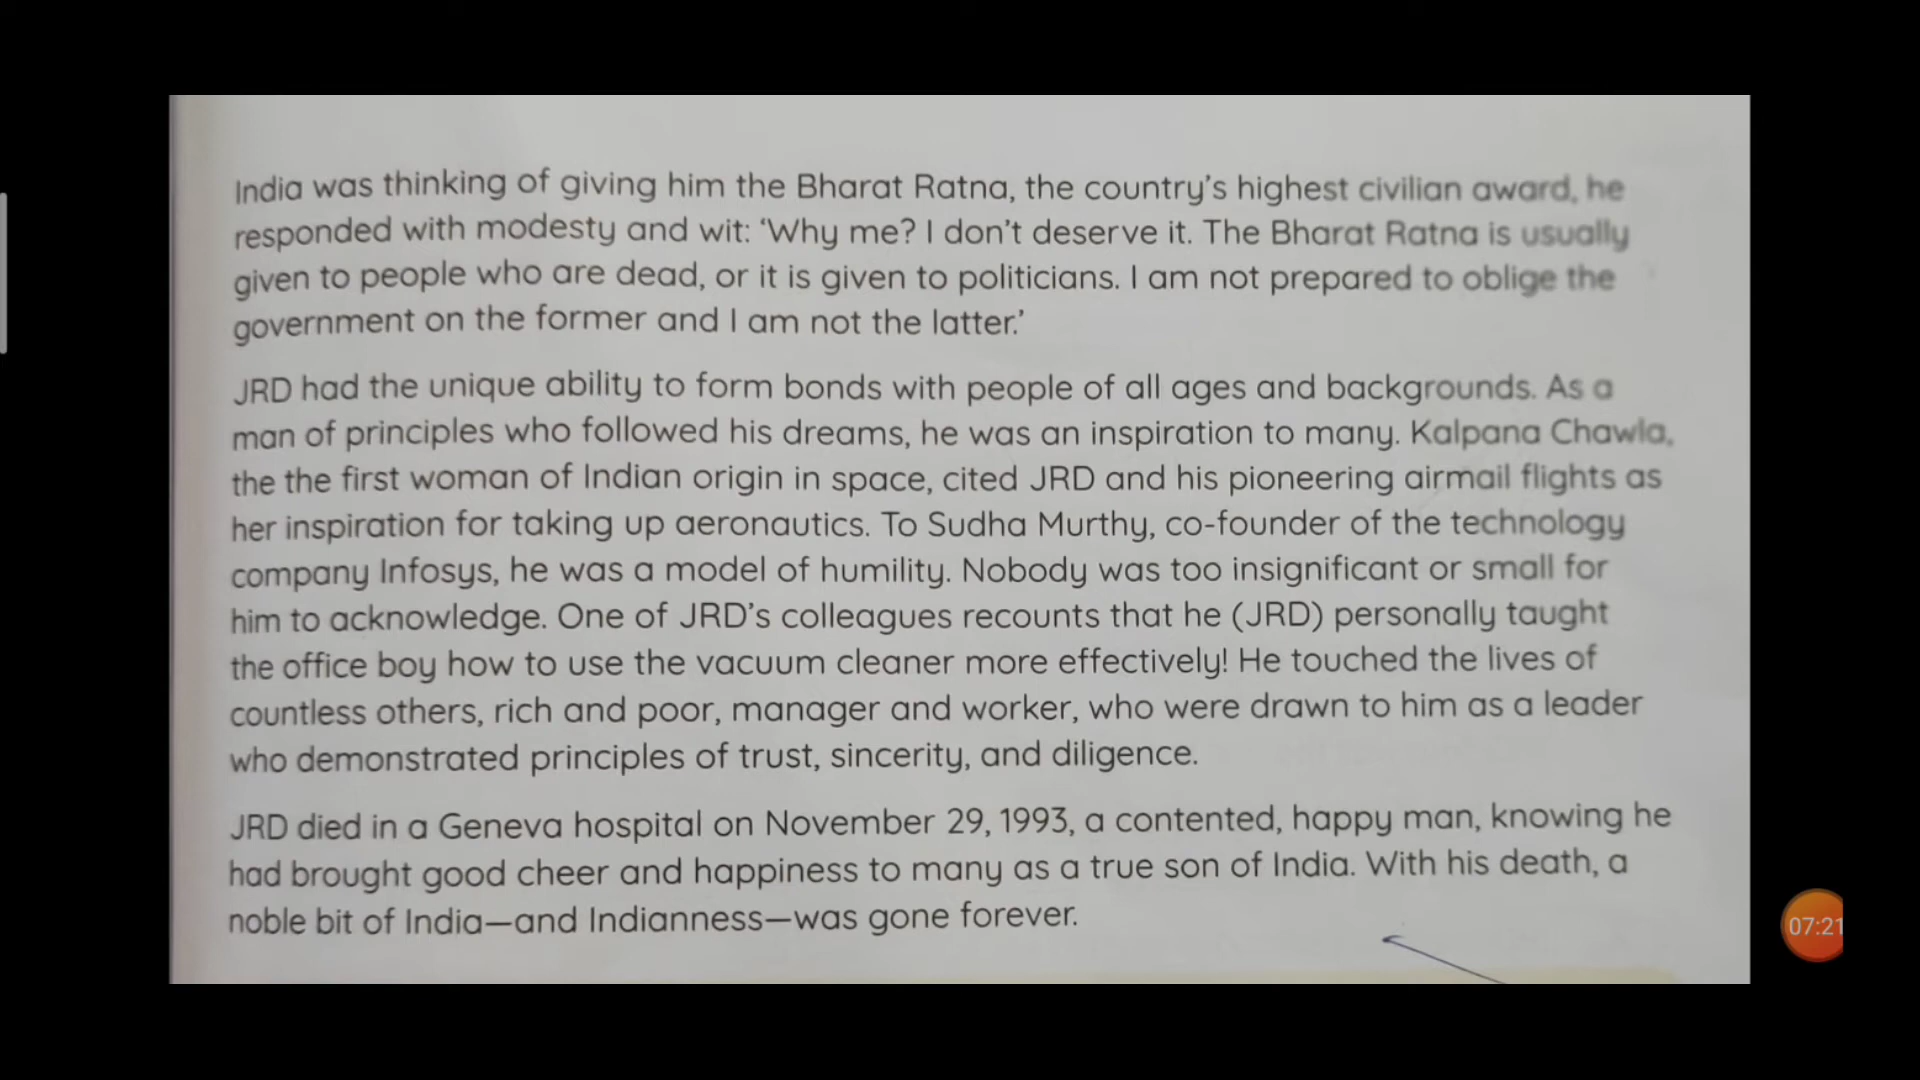 India was thinking of giving him the Bharat Ratna, the country's highest civilian award, he
responded with modesty and wit: 'Why me? I don't deserve it. The Bharat Ratna is usually
given to people who are dead, or it is given to politicians. I am not prepared to oblige the
government on the former and I am not the latter.'
JRD had the unique ability to form bonds with people of all ages and backgrounds. As a
man of principles who followed his dreams, he was an inspiration to many. Kalpana Chawla,
the the first woman of Indian origin in space, cited JRD and his pioneering airmail flights as
her inspiration for taking up aeronautics. To Sudha Murthy, co-founder of the technology
company Infosys, he was a model of humility. Nobody was too insignificant or small for
him to acknowledge. One of JRD's colleagues recounts that he (JRD) personally taught
the office boy how to use the vacuum cleaner more effectively! He touched the lives of
countless others, rich and poor, manager and worker, who were drawn to him as a leader
who demonstrated principles of trust, sincerity, and diligence.
JRD died in a Geneva hospital on November 29, 1993, a contented, happy man, knowing he
had brought good cheer and happiness to many as a true son of India. With his death, a
noble bit of India—and Indianness—was gone forever.
07:21